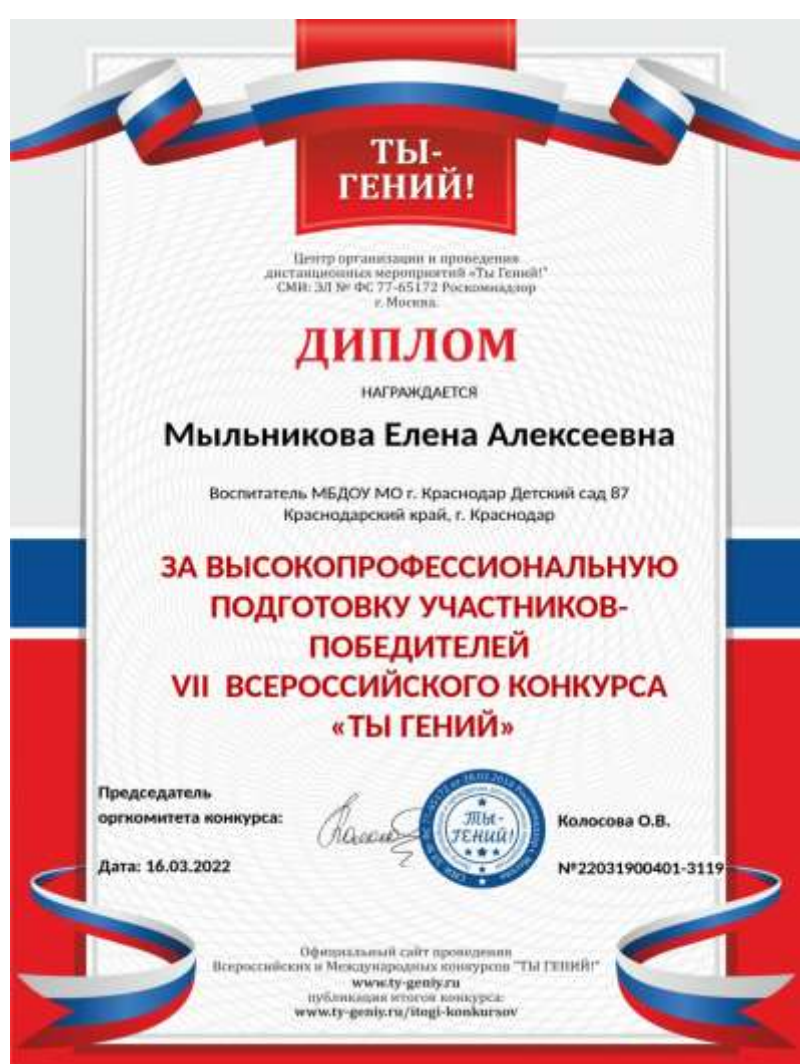 ТЫ-
ГЕНИЙ!
Центр организации и проведения
дистанционных мероприятий «Ты Гений!"
СМИ: ЭЛ № ФС 77-65172 Роскомнадзор
г. Москва.
ДИПЛОМ
НАГРАЖДАЕТСЯ
Мыльникова Елена Алексеевна
Воспитатель МБДОУ МО г. Краснодар Детский сад 87
Краснодарский край, г. Краснодар
ЗА ВЫСОКОПРОФЕССИОНАЛЬНУЮ
ПОДГОТОВКУ УЧАСТНИКОВ-
ПОБЕДИТЕЛЕЙ
VII ВСЕРОССИЙСКОГО КОНКУРСА
«ТЫ ГЕНИЙ»
Председатель
оргкомитета конкурса:
ТЫ-
ГЕНИЙ!
Колосова О.В.
Дата: 16.03.2022
№22031900401-3119
Официальный сайт проведения
Всероссийских и Международных конкурсов "ТЫ ГЕНИЙ!"
www.ty-geniy.ru
публикация итогов конкурса:
www.ty-geniy.ru/itogi-konkursov